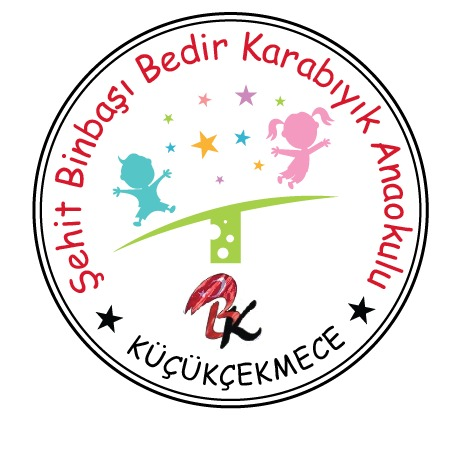 Şehit Binbaşı Bedir Karabıyık Anaokulu
BK
KÜÇÜKÇEKMECE